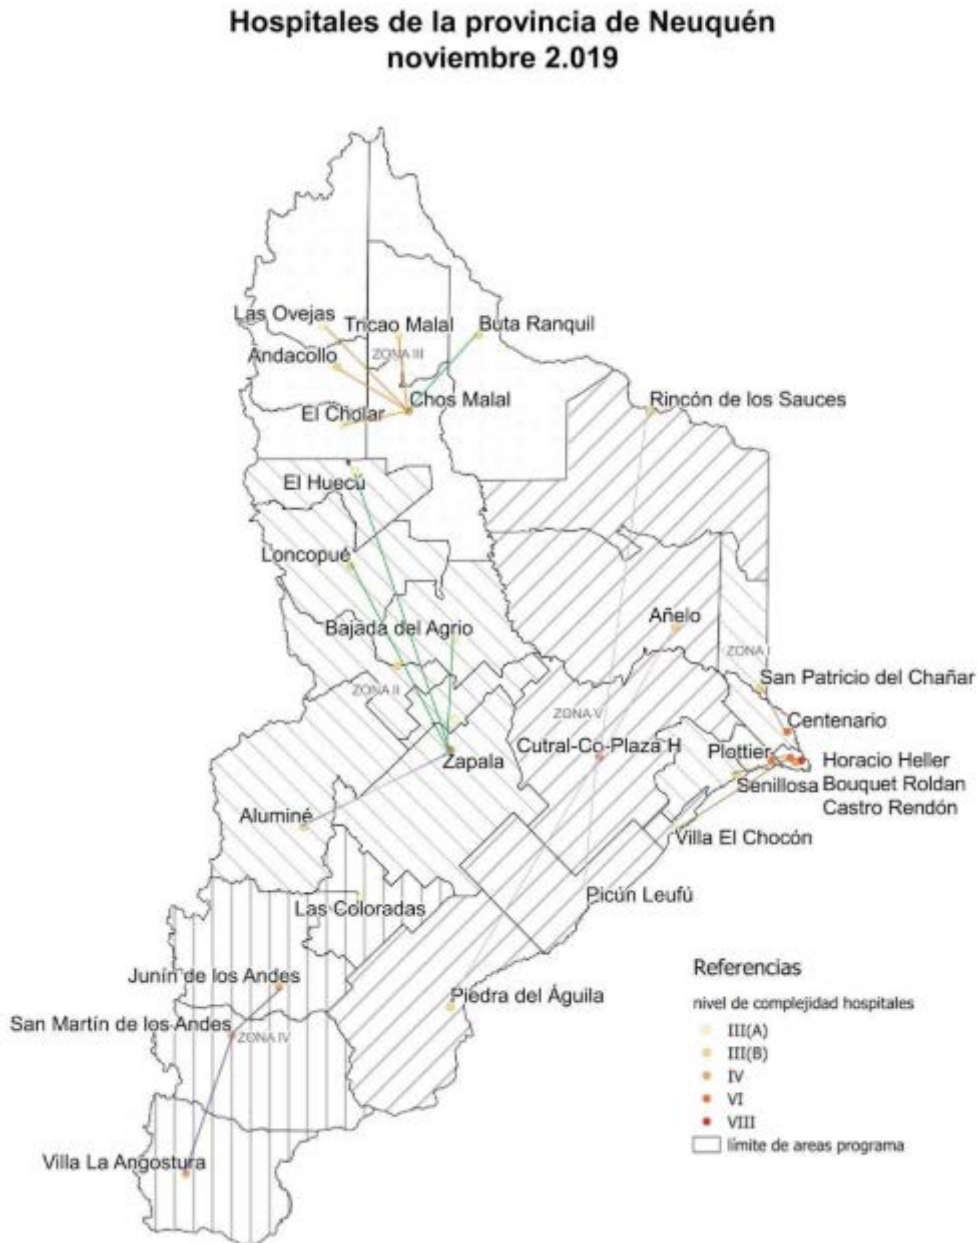 Hospitales de la provincia de Neuquén
noviembre 2.019
Las Ovejas
Tricao Malal
Buta Ranquil
Andacollo
ZONA III
El Cholar
Chos Malal
Rincón de los Sauces
El Huecú
Loncopué
Añelo
Bajada del Agrio
ZONA I
San Patricio del Chañar
ZONA II
ZONA V
Centenario
Cutral-Co-Plaza H
Plottier
Zapala
Horacio Heller
Senillosa
Bouquet Roldan
Castro Rendón
Aluminé
Villa El Chocón
Las Coloradas
Picún Leufú
Junín de los Andes
Piedra del Águila
San Martín de los Andes
ZONA IV
Villa La Angostura
Referencias
nivel de complejidad hospitales
III(A)
III(B)
IV
VI
VIII
límite de areas programa